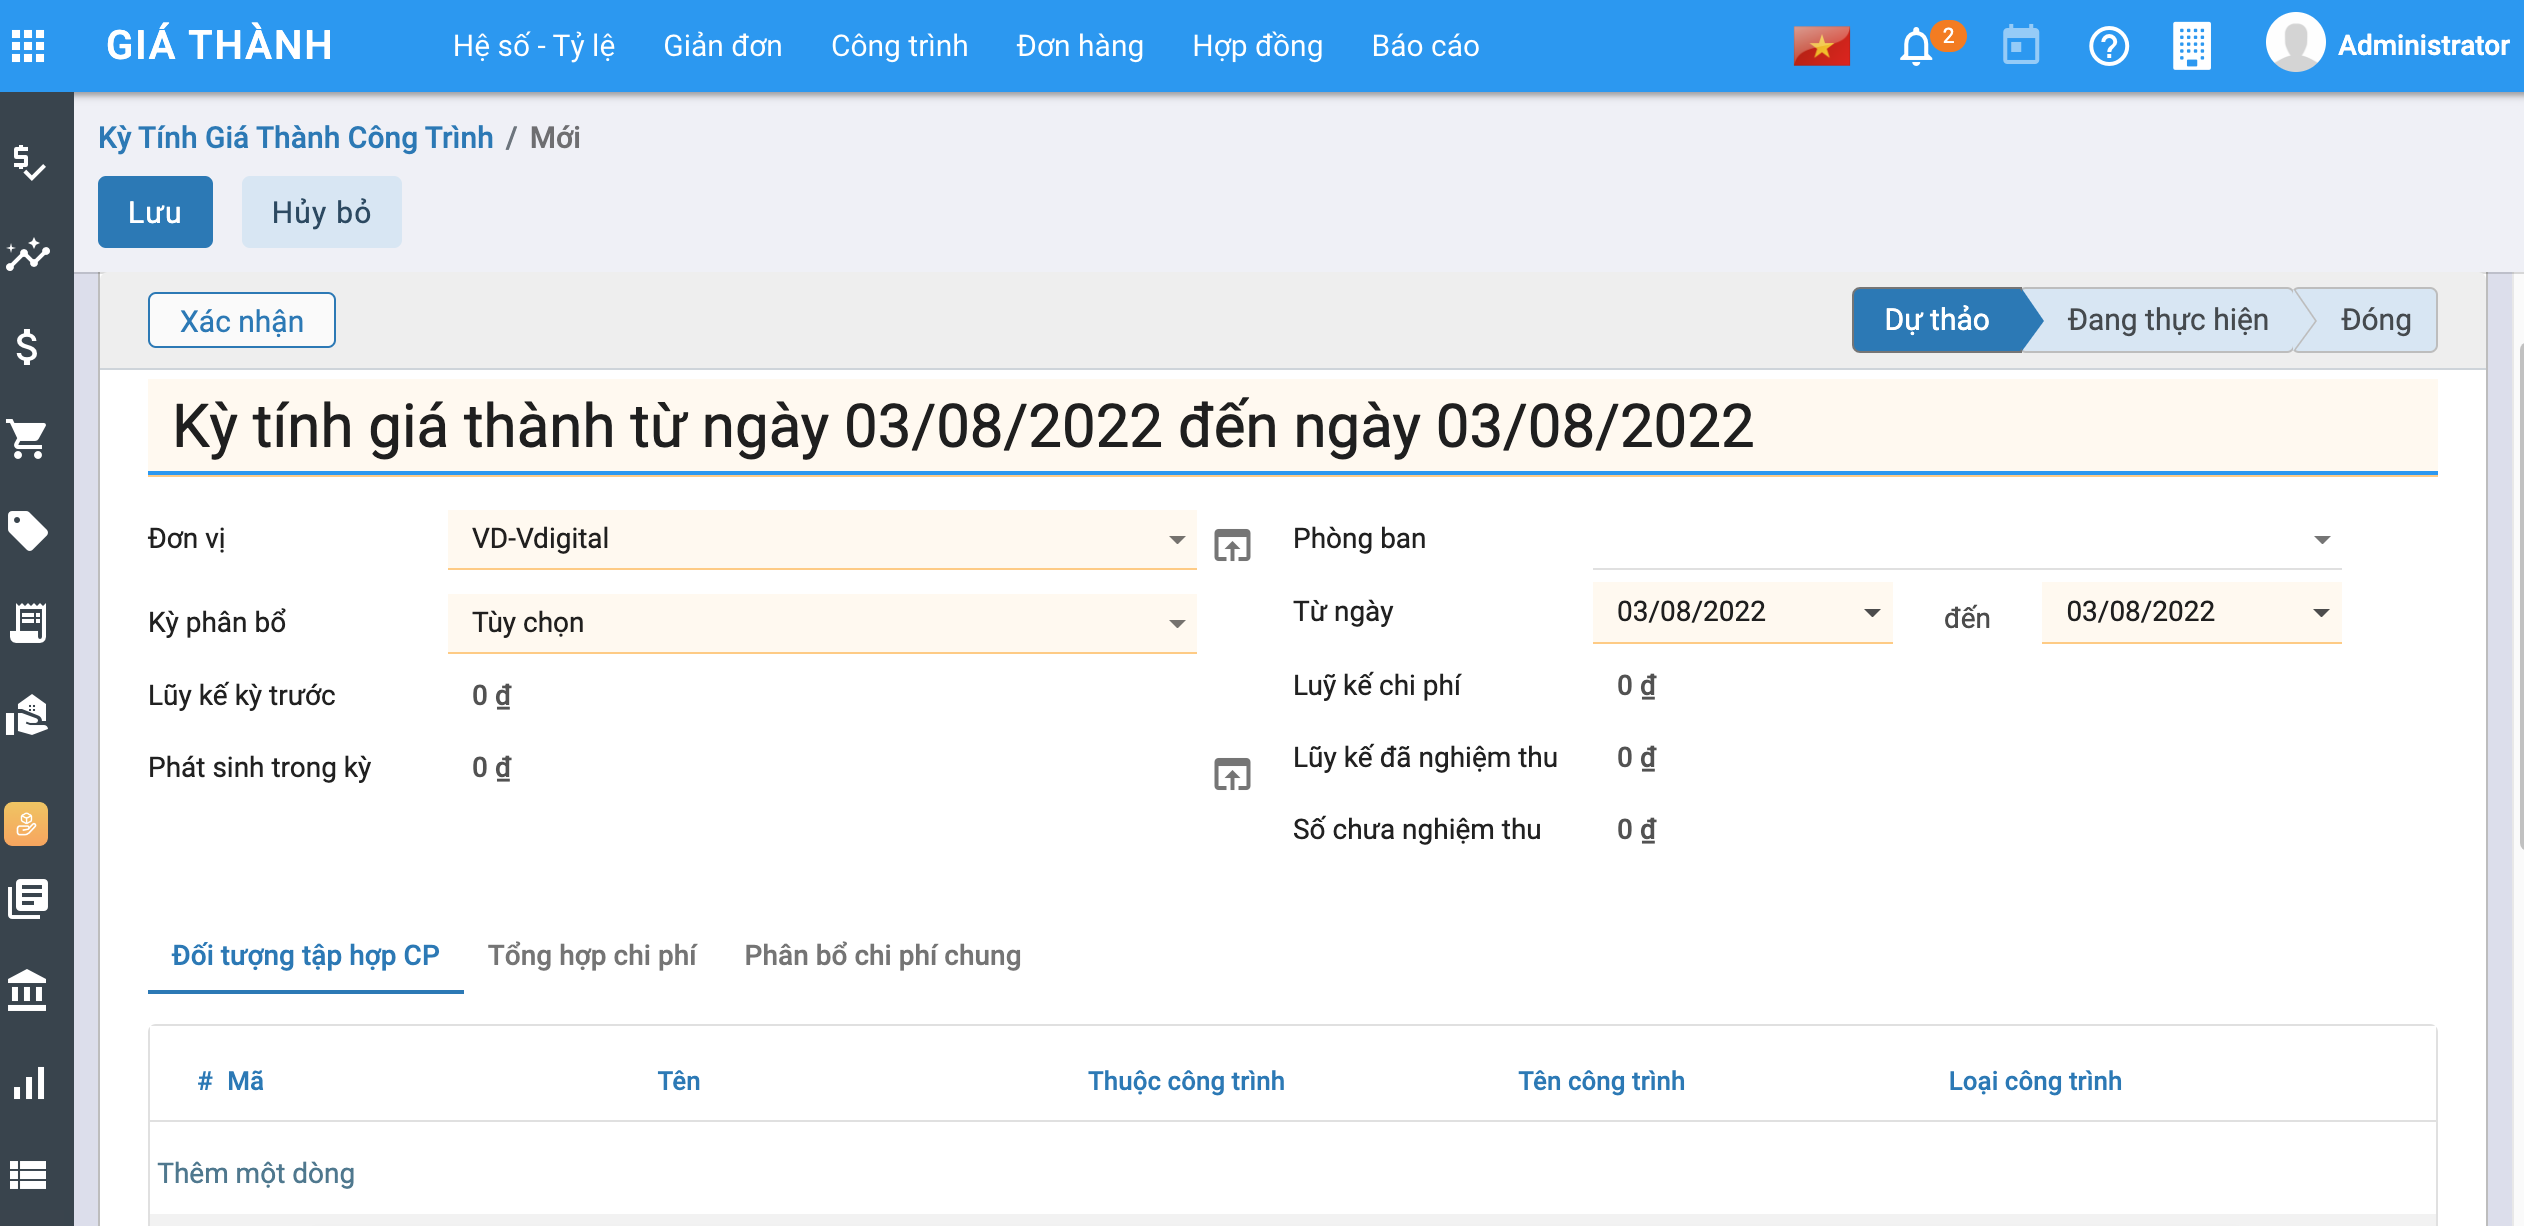 GIÁ THÀNH Hệ số - Tỷ lệ Giản đơn Công trình Đơn hàng Hợp đồng Báo cáo 2 Administrator
Kỳ Tính Giá Thành Công Trình / Mới
Lưu Hủy bỏ
Xác nhận Dự thảo Đang thực hiện Đóng
Kỳ tính giá thành từ ngày 03/08/2022 đến ngày 03/08/2022
Đơn vị VD-Vdigital Phòng ban
Kỳ phân bổ Tùy chọn Từ ngày 03/08/2022 đến 03/08/2022
Lũy kế kỳ trước 0 ₫ Luỹ kế chi phí 0 ₫
Phát sinh trong kỳ 0 ₫ Lũy kế đã nghiệm thu 0 ₫
Số chưa nghiệm thu 0 ₫
Đối tượng tập hợp CP Tổng hợp chi phí Phân bổ chi phí chung
# Mã Tên Thuộc công trình Tên công trình Loại công trình
Thêm một dòng